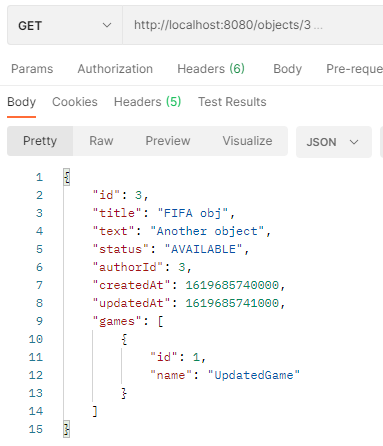 GET http://localhost:8080/objects/3 ...
Params Authorization Headers (6) Body Pre-reque
Body Cookies Headers (5) Test Results
Pretty Raw Preview Visualize JSON
1 {
2 "id": 3,
3 "title": "FIFA obj",
4 "text": "Another object",
5 "status": "AVAILABLE",
6 "authorId": 3,
7 "createdAt": 1619685740000,
8 "updatedAt": 1619685741000,
9 "games": [
10 {
11 "id": 1,
12 "name": "UpdatedGame"
13 }
14 ]
15 }